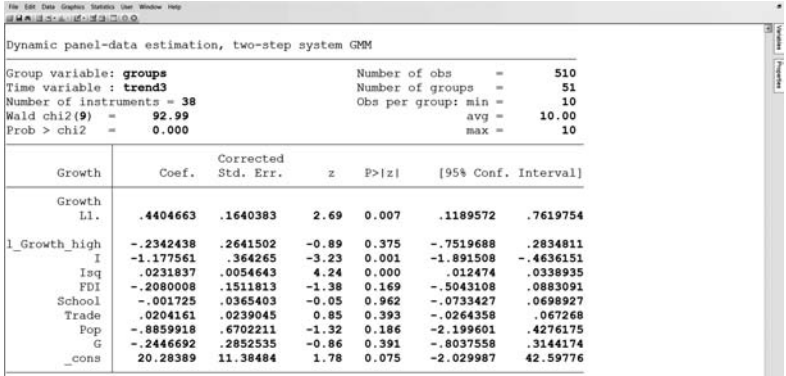 File Edit Data Graphics Statistics User Window Help
Dynamic panel-data estimation, two-step system GMM
Group variable: groups Number of obs = 510
Time variable : trend3 Number of groups = 51
Number of instruments = 38 Obs per group: min = 10
Wald chi2(9) = 92.99 avg = 10.00
Prob > chi2 = 0.000 max = 10
Corrected
Growth Coef. Std. Err. z P>|z| [95% Conf. Interval]
Growth
L1. .4404663 .1640383 2.69 0.007 .1189572 .7619754
l_Growth_high -.2342438 .2641502 -0.89 0.375 -.7519688 .2834811
I -1.177561 .364265 -3.23 0.001 -1.891508 -.4636151
Isq .0231837 .0054643 4.24 0.000 .012474 .0338935
FDI -.2080008 .1511813 -1.38 0.169 -.5043108 .0883091
School -.001725 .0365403 -0.05 0.962 -.0733427 .0698927
Trade .0204161 .0239045 0.85 0.393 -.0264358 .067268
Pop -.8859918 .6702211 -1.32 0.186 -2.199601 .4276175
G -.2446692 .2852535 -0.86 0.391 -.8037558 .3144174
_cons 20.28389 11.38484 1.78 0.075 -2.029987 42.59776
Variables
Properties